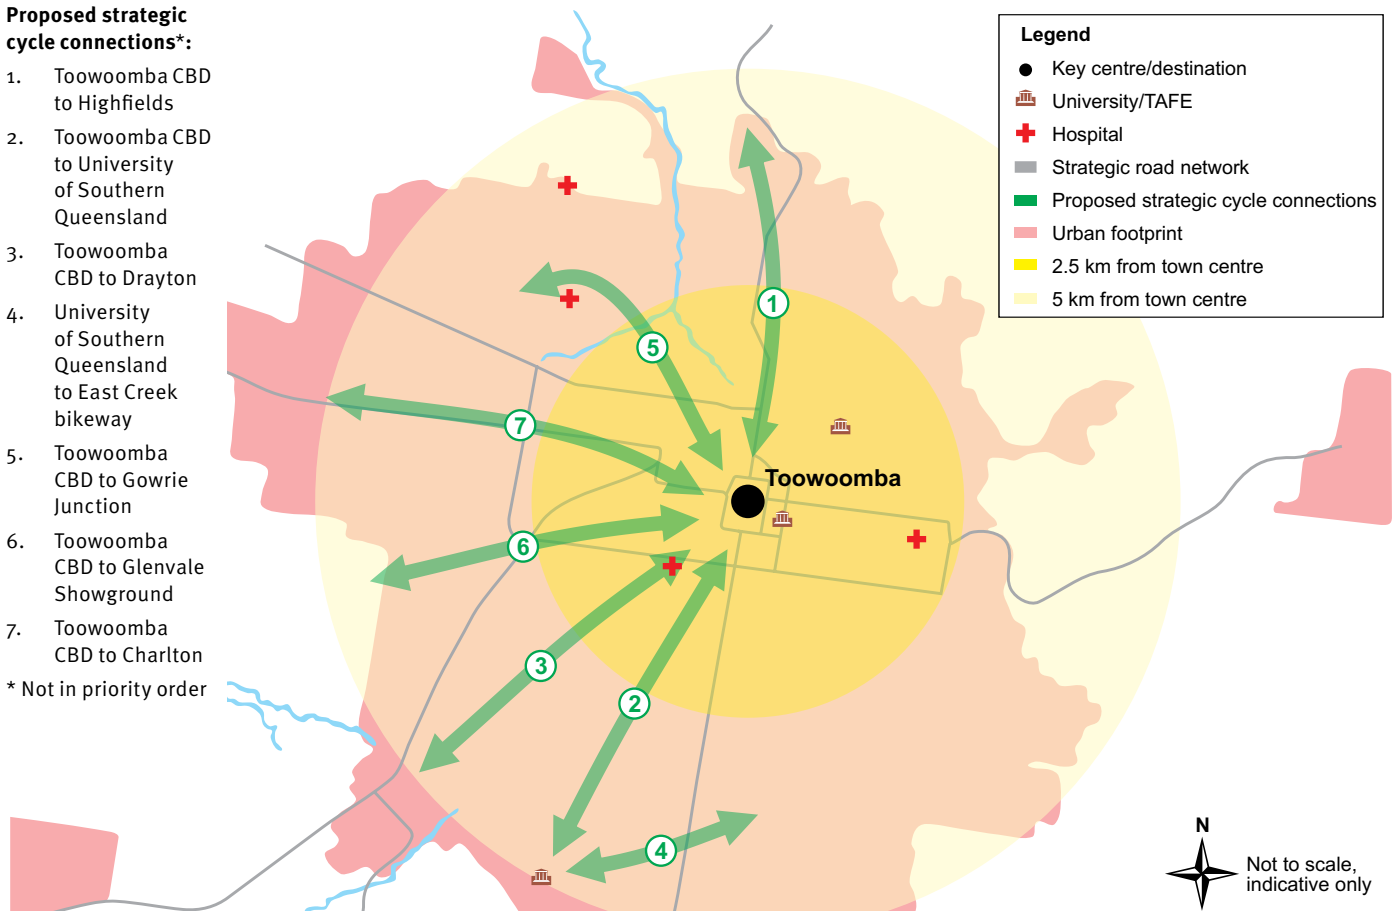 Proposed strategic
cycle connections*:
1. Toowoomba CBD
to Highfields
2. Toowoomba CBD
to University
of Southern
Queensland
3. Toowoomba
CBD to Drayton
4. University
of Southern
Queensland
to East Creek
bikeway
5. Toowoomba
CBD to Gowrie
Junction
6. Toowoomba
CBD to Glenvale
Showground
7. Toowoomba
CBD to Charlton
* Not in priority order
Legend
Key centre/destination
University/TAFE
Hospital
Strategic road network
Proposed strategic cycle connections
Urban footprint
2.5 km from town centre
5 km from town centre
1
5
7
Toowoomba
6
3
2
4
N
Not to scale,
indicative only